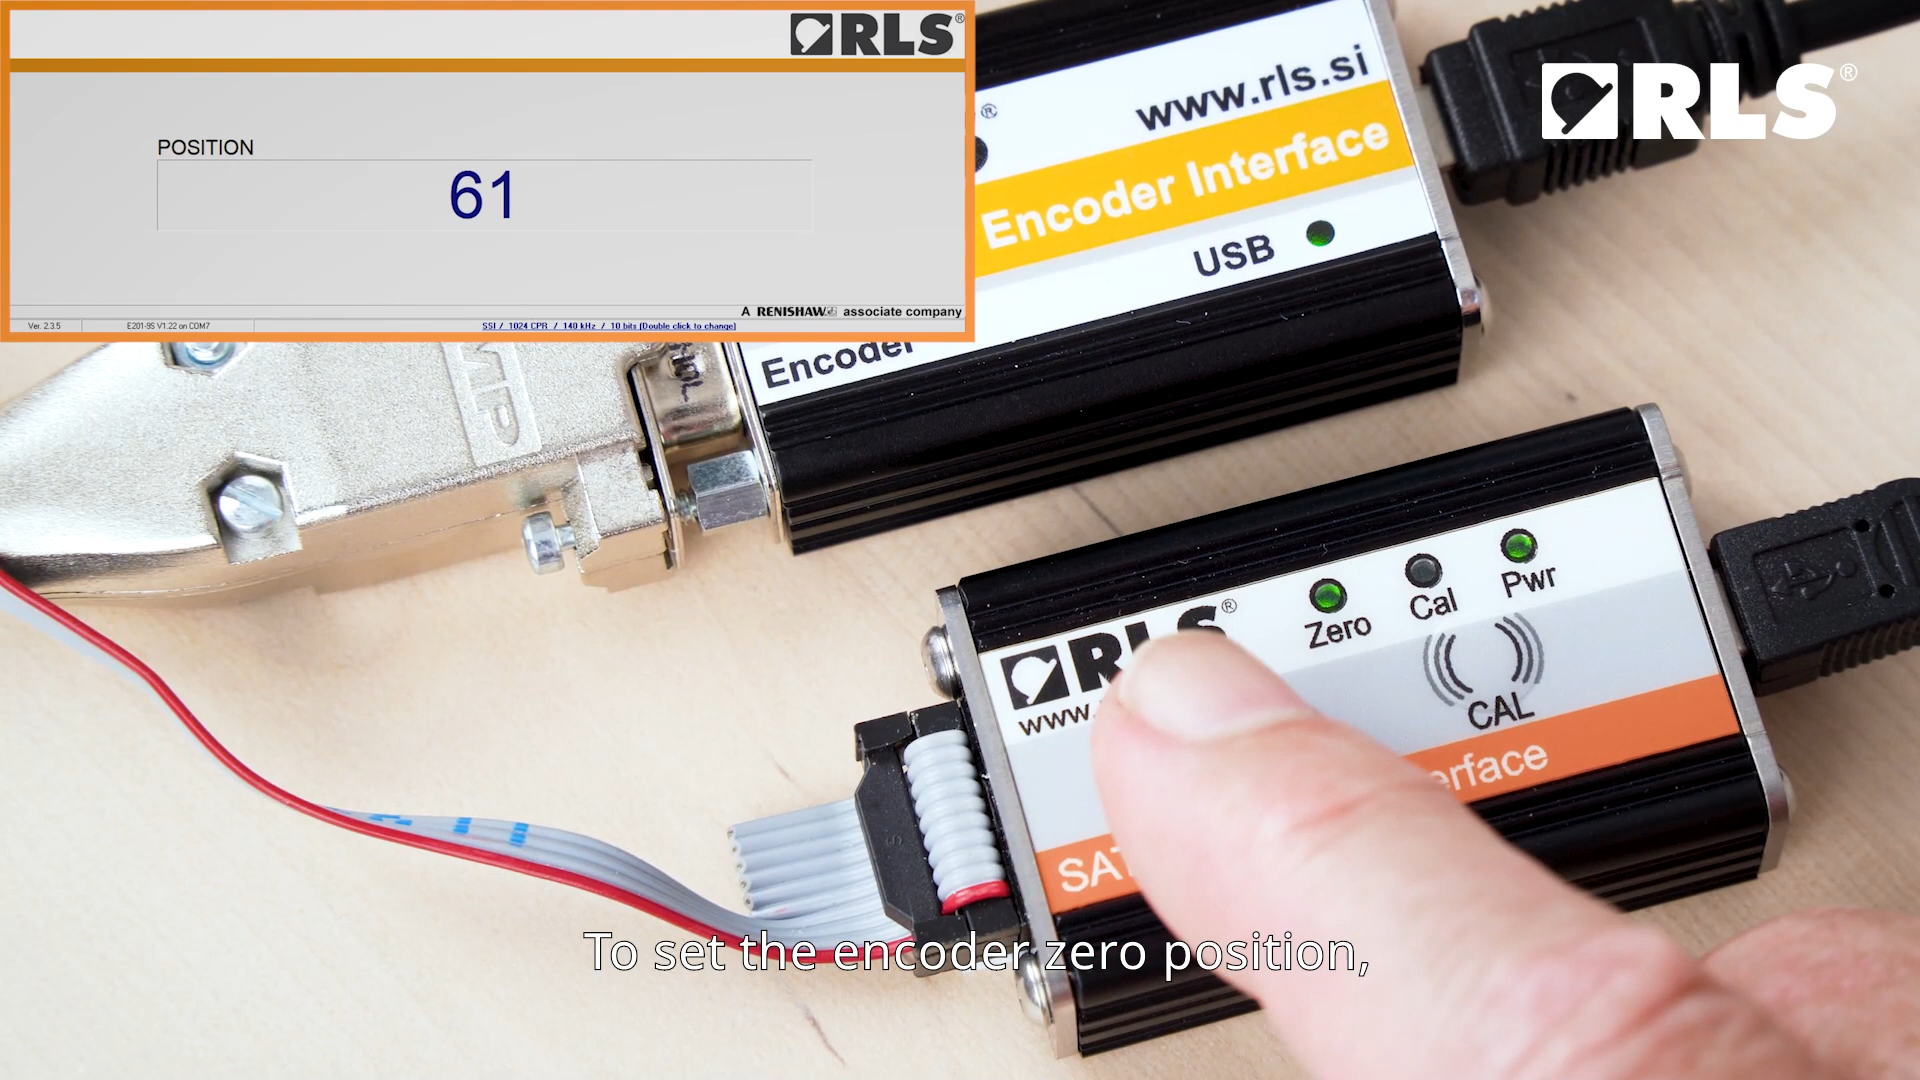 RLS®
POSITION
61
A RENISHAW associate company
Ver. 2.3.5
E201-9S V1.22 on COM7
SSI / 1024 CPR / 140 kHz / 10 bits (Double click to change)
RLS®
®
www.rls.si
Encoder Interface
USB
Encoder
Zero
Cal
Pwr
RLS®
www.
CAL
erface
SAT
To set the encoder zero position,